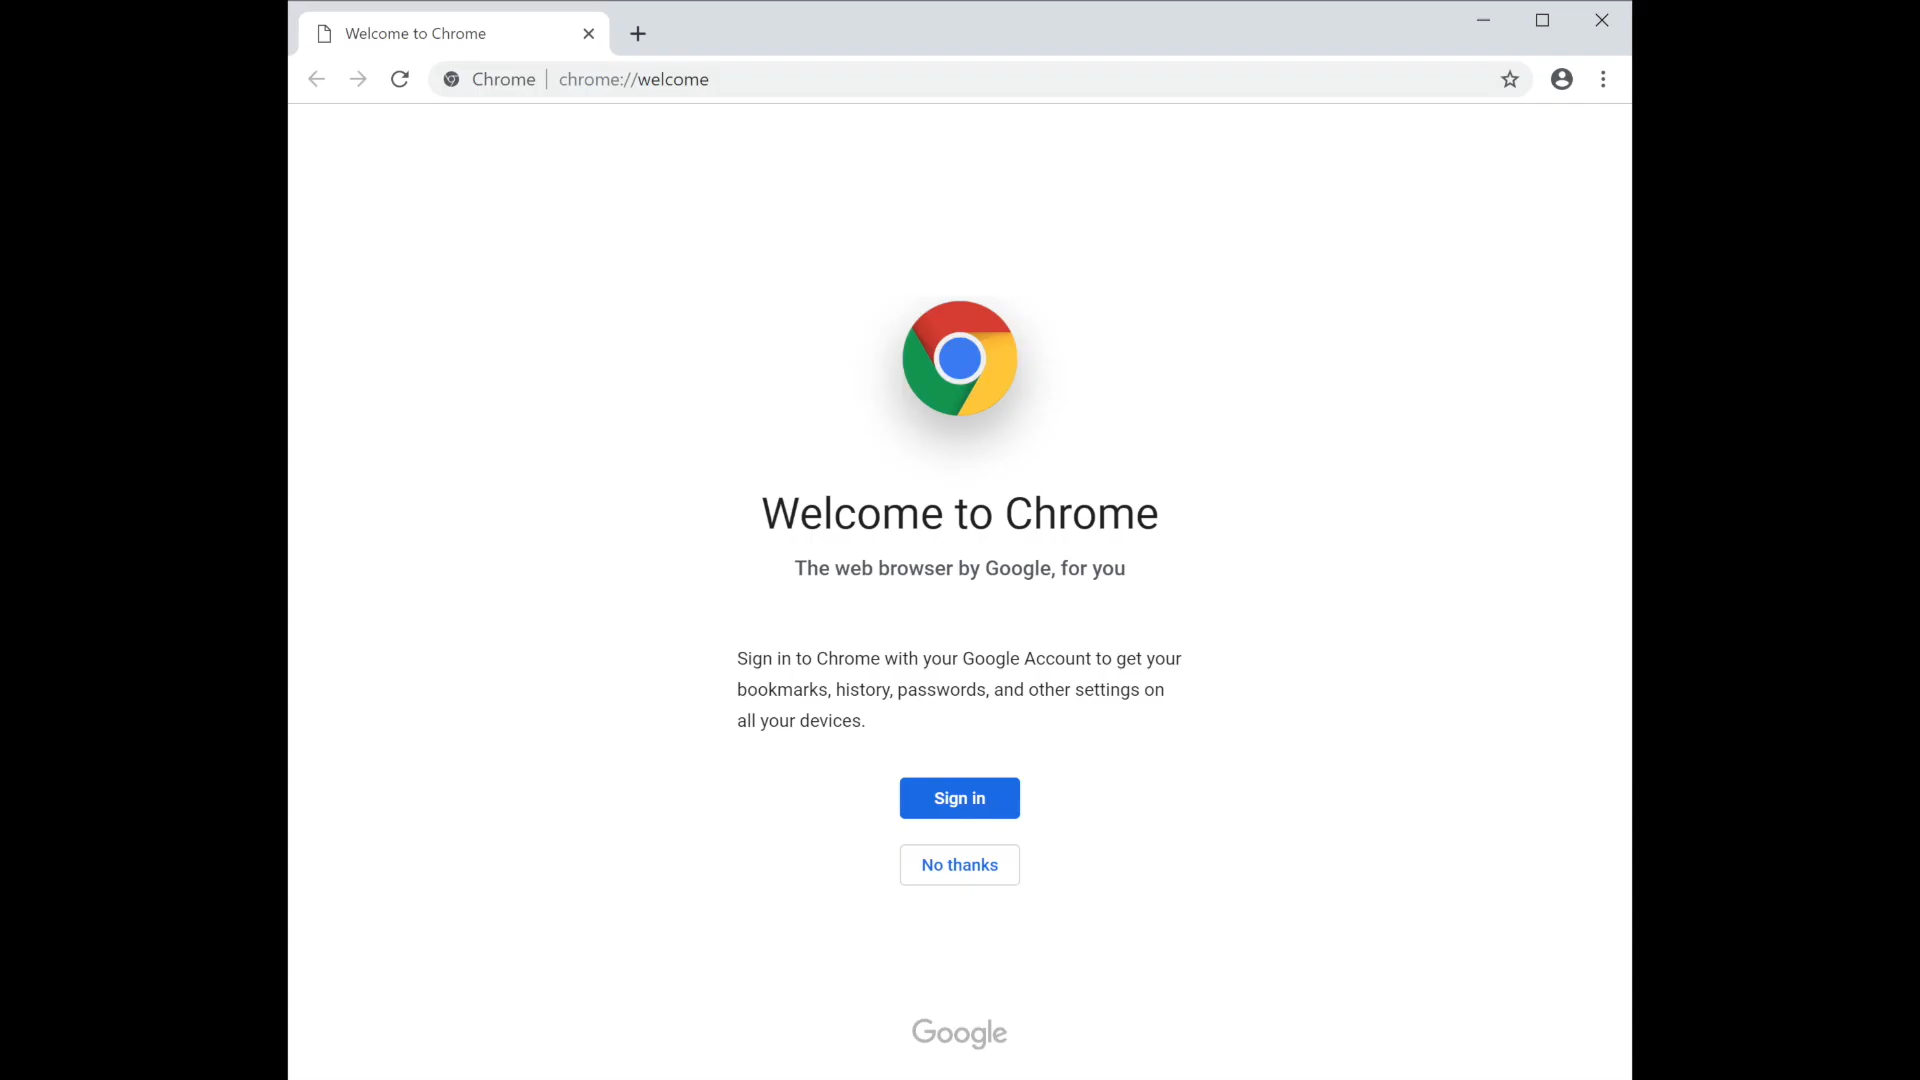 Welcome to Chrome
Chrome | chrome://welcome
Welcome to Chrome
The web browser by Google, for you
Sign in to Chrome with your Google Account to get your
bookmarks, history, passwords, and other settings on
all your devices.
Sign in
No thanks
Google